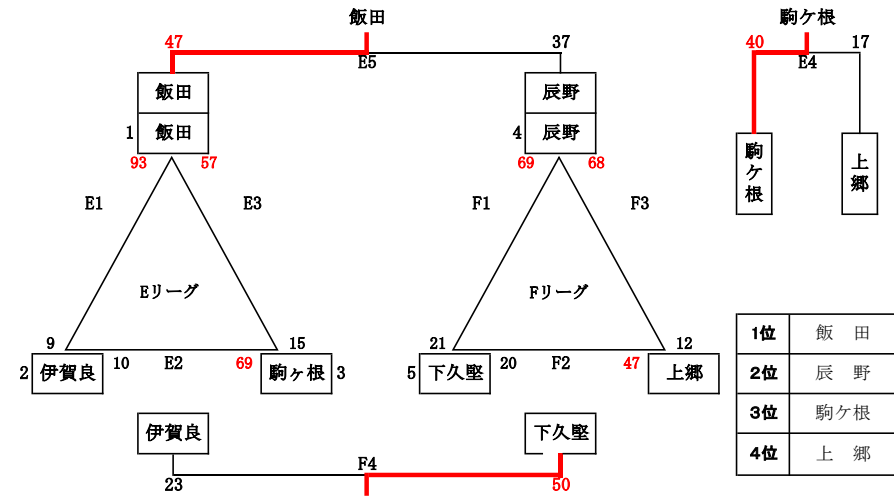 飯田
駒ケ根
47
37
40
17
E5
E4
飯田
辰野
1
飯田
4
辰野
駒ケ根
上郷
93
57
69
68
E1
E3
F1
F3
Eリーグ
Fリーグ
9
15
21
12
10
E2
69
20
F2
47
2
伊賀良
駒ヶ根
3
5
下久堅
上郷
1位
飯 田
2位
辰 野
3位
駒ケ根
4位
上 郷
伊賀良
下久堅
F4
23
50